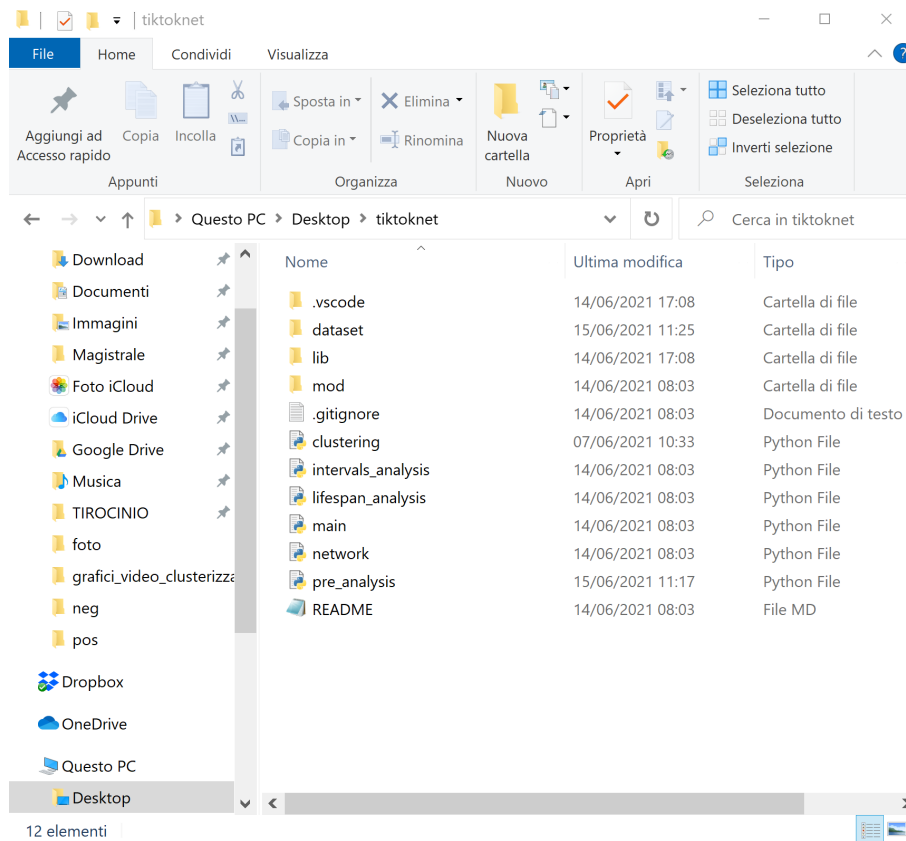 tiktoknet
File Home Condividi Visualizza
Aggiungi ad Accesso rapido
Copia
Incolla
Appunti
Sposta in
Copia in
Elimina
Rinomina
Organizza
Nuova cartella
Nuovo
Proprietà
Apri
Seleziona tutto
Deseleziona tutto
Inverti selezione
Seleziona
Questo PC > Desktop > tiktoknet
Cerca in tiktoknet
Download
Documenti
Immagini
Magistrale
Foto iCloud
iCloud Drive
Google Drive
Musica
TIROCINIO
foto
grafici_video_clusterizza
neg
pos
Dropbox
OneDrive
Questo PC
Desktop
Nome Ultima modifica Tipo
.vscode 14/06/2021 17:08 Cartella di file
dataset 15/06/2021 11:25 Cartella di file
lib 14/06/2021 17:08 Cartella di file
mod 14/06/2021 08:03 Cartella di file
.gitignore 14/06/2021 08:03 Documento di testo
clustering 07/06/2021 10:33 Python File
intervals_analysis 14/06/2021 08:03 Python File
lifespan_analysis 14/06/2021 08:03 Python File
main 14/06/2021 08:03 Python File
network 14/06/2021 08:03 Python File
pre_analysis 15/06/2021 11:17 Python File
README 14/06/2021 08:03 File MD
12 elementi